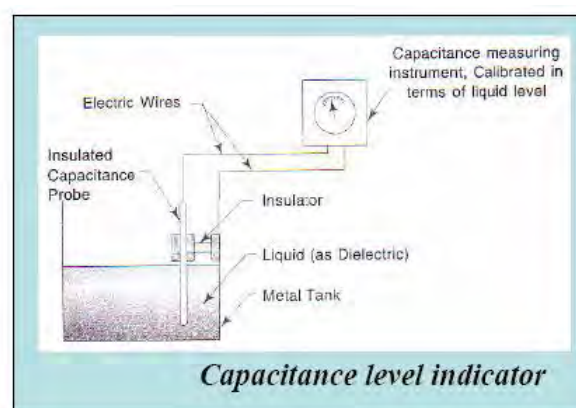 Capacitance measuring
instrument, Calibrated in
terms of liquid level
Electric Wires
Insulated
Capacitance
Probe
Insulator
Liquid (as Dielectric)
Metal Tank
Capacitance level indicator